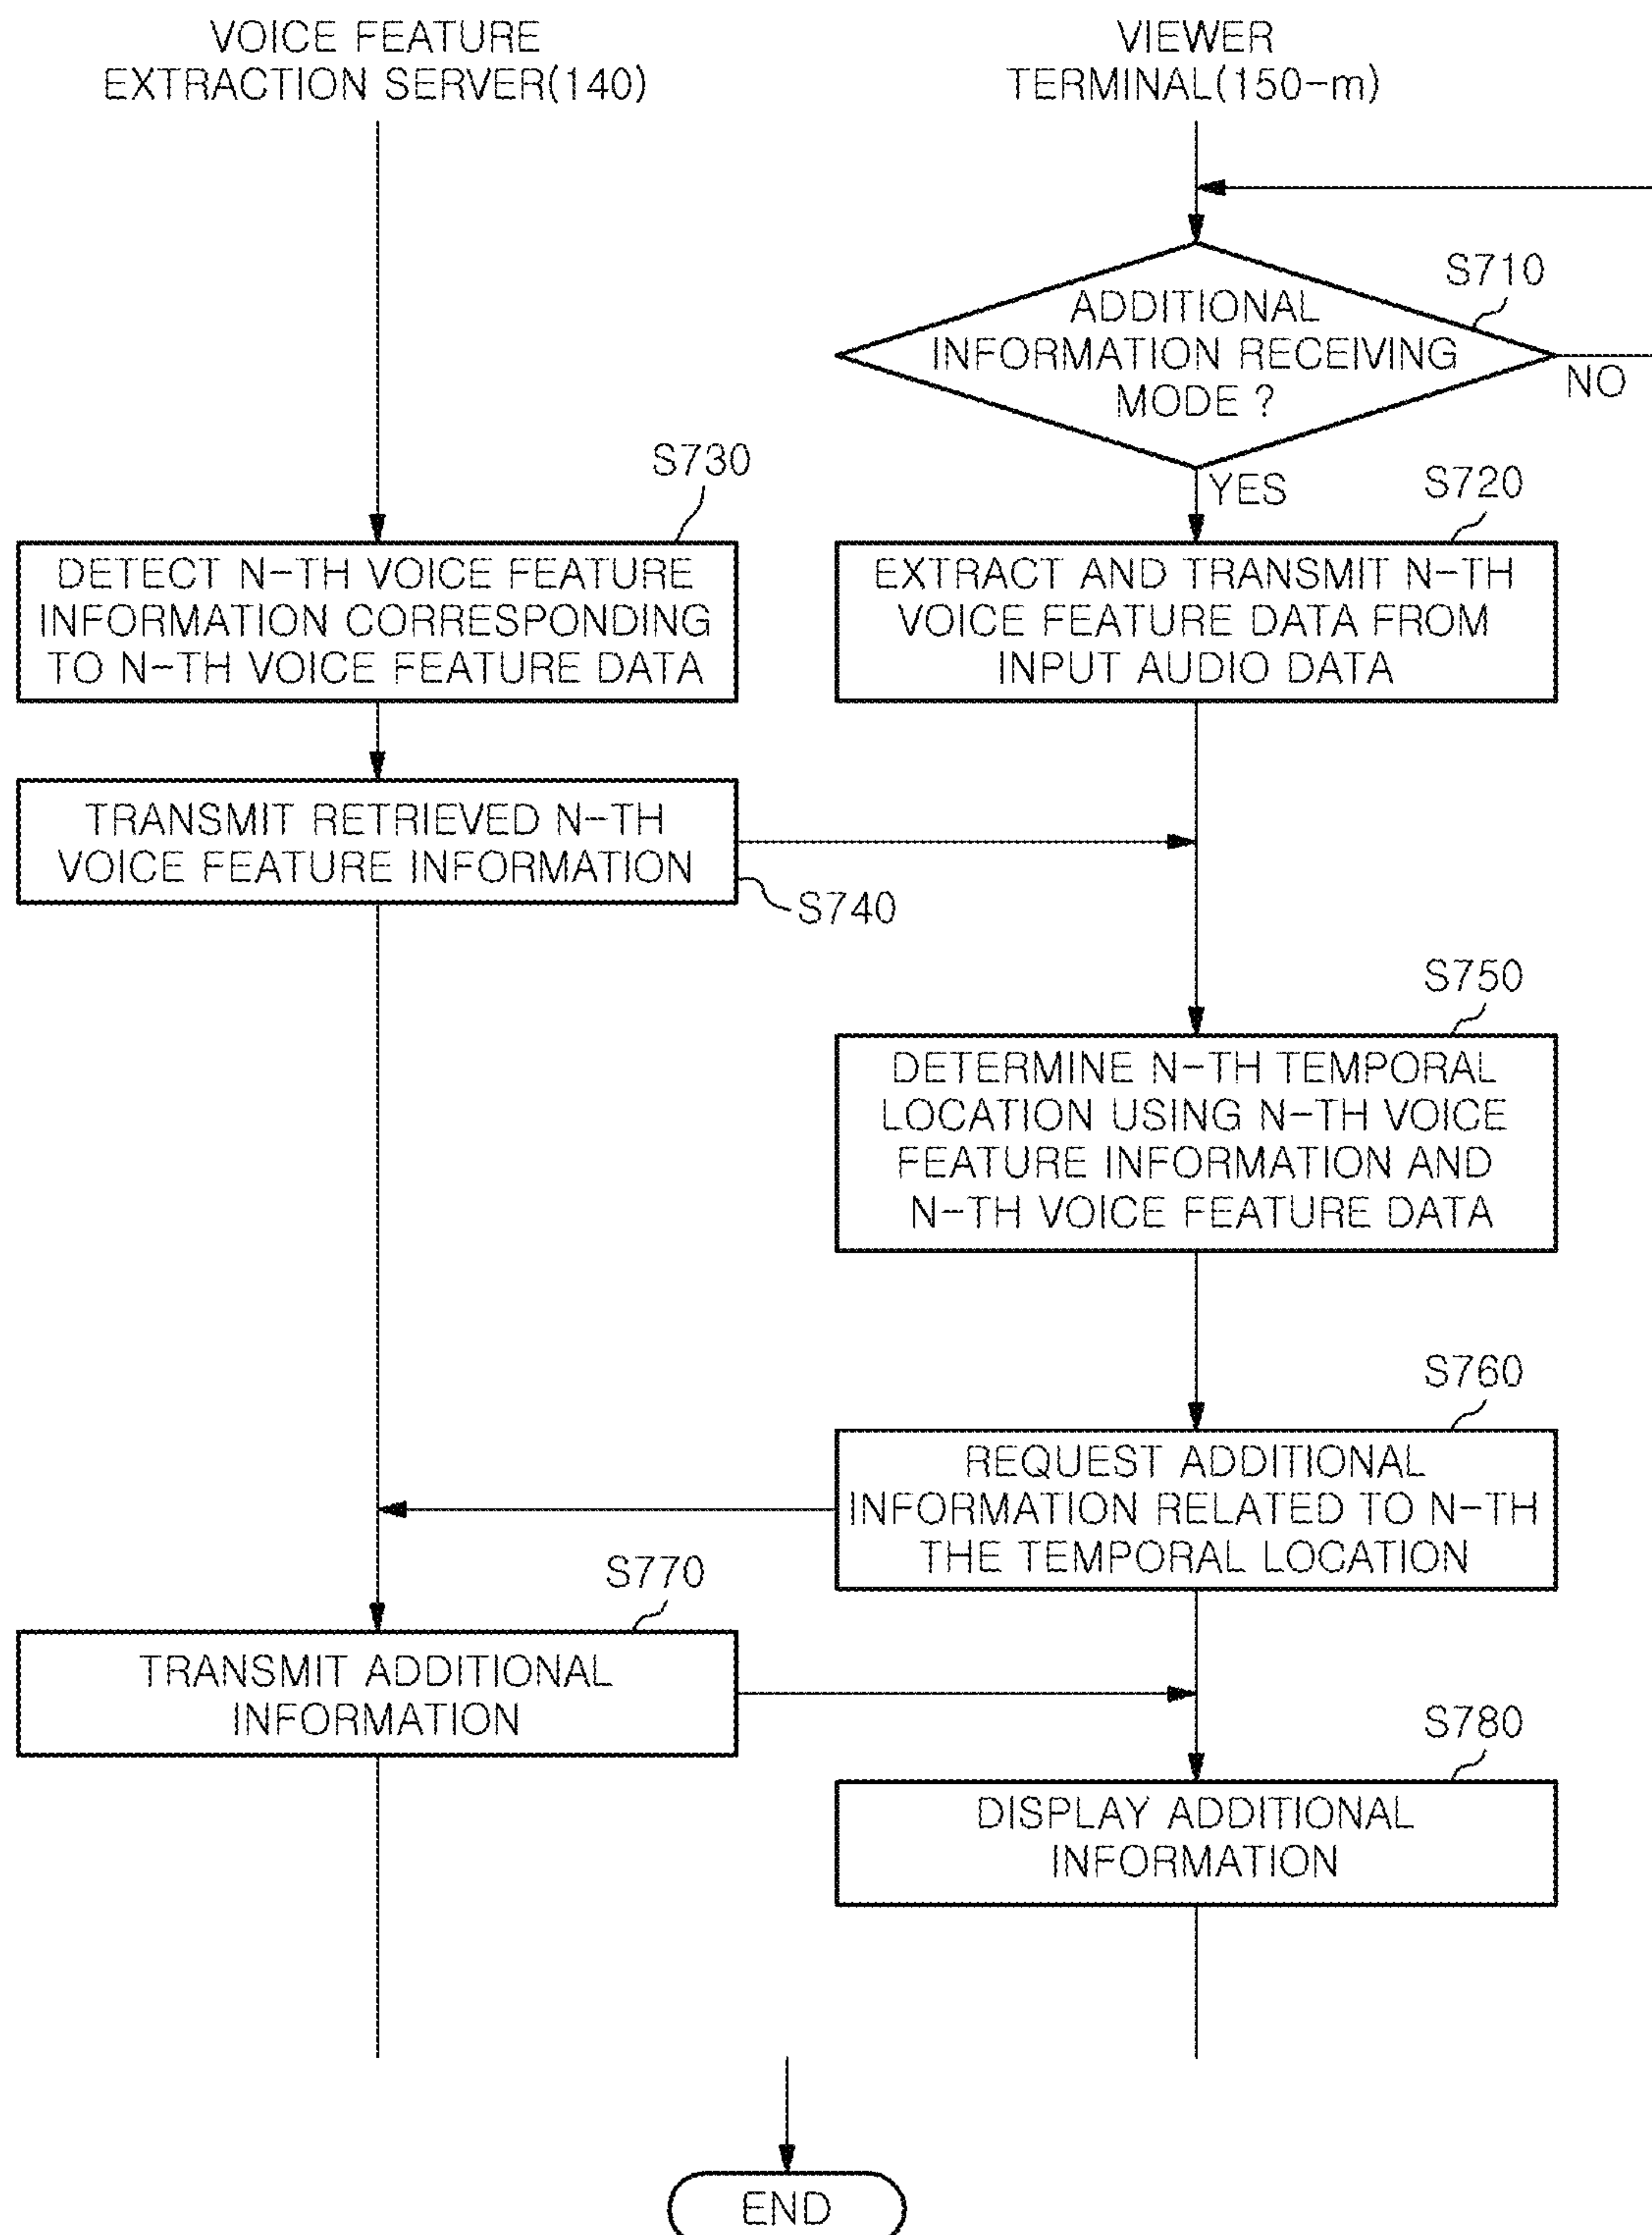 VOICE FEATURE
EXTRACTION SERVER(140)
VIEWER
TERMINAL(150-m)
S710
ADDITIONAL
INFORMATION RECEIVING
MODE ?
NO
YES
S730
DETECT N-TH VOICE FEATURE
INFORMATION CORRESPONDING
TO N-TH VOICE FEATURE DATA
S720
EXTRACT AND TRANSMIT N-TH
VOICE FEATURE DATA FROM
INPUT AUDIO DATA
TRANSMIT RETRIEVED N-TH
VOICE FEATURE INFORMATION
S740
S750
DETERMINE N-TH TEMPORAL
LOCATION USING N-TH VOICE
FEATURE INFORMATION AND
N-TH VOICE FEATURE DATA
S760
REQUEST ADDITIONAL
INFORMATION RELATED TO N-TH
THE TEMPORAL LOCATION
S770
TRANSMIT ADDITIONAL
INFORMATION
S780
DISPLAY ADDITIONAL
INFORMATION
END